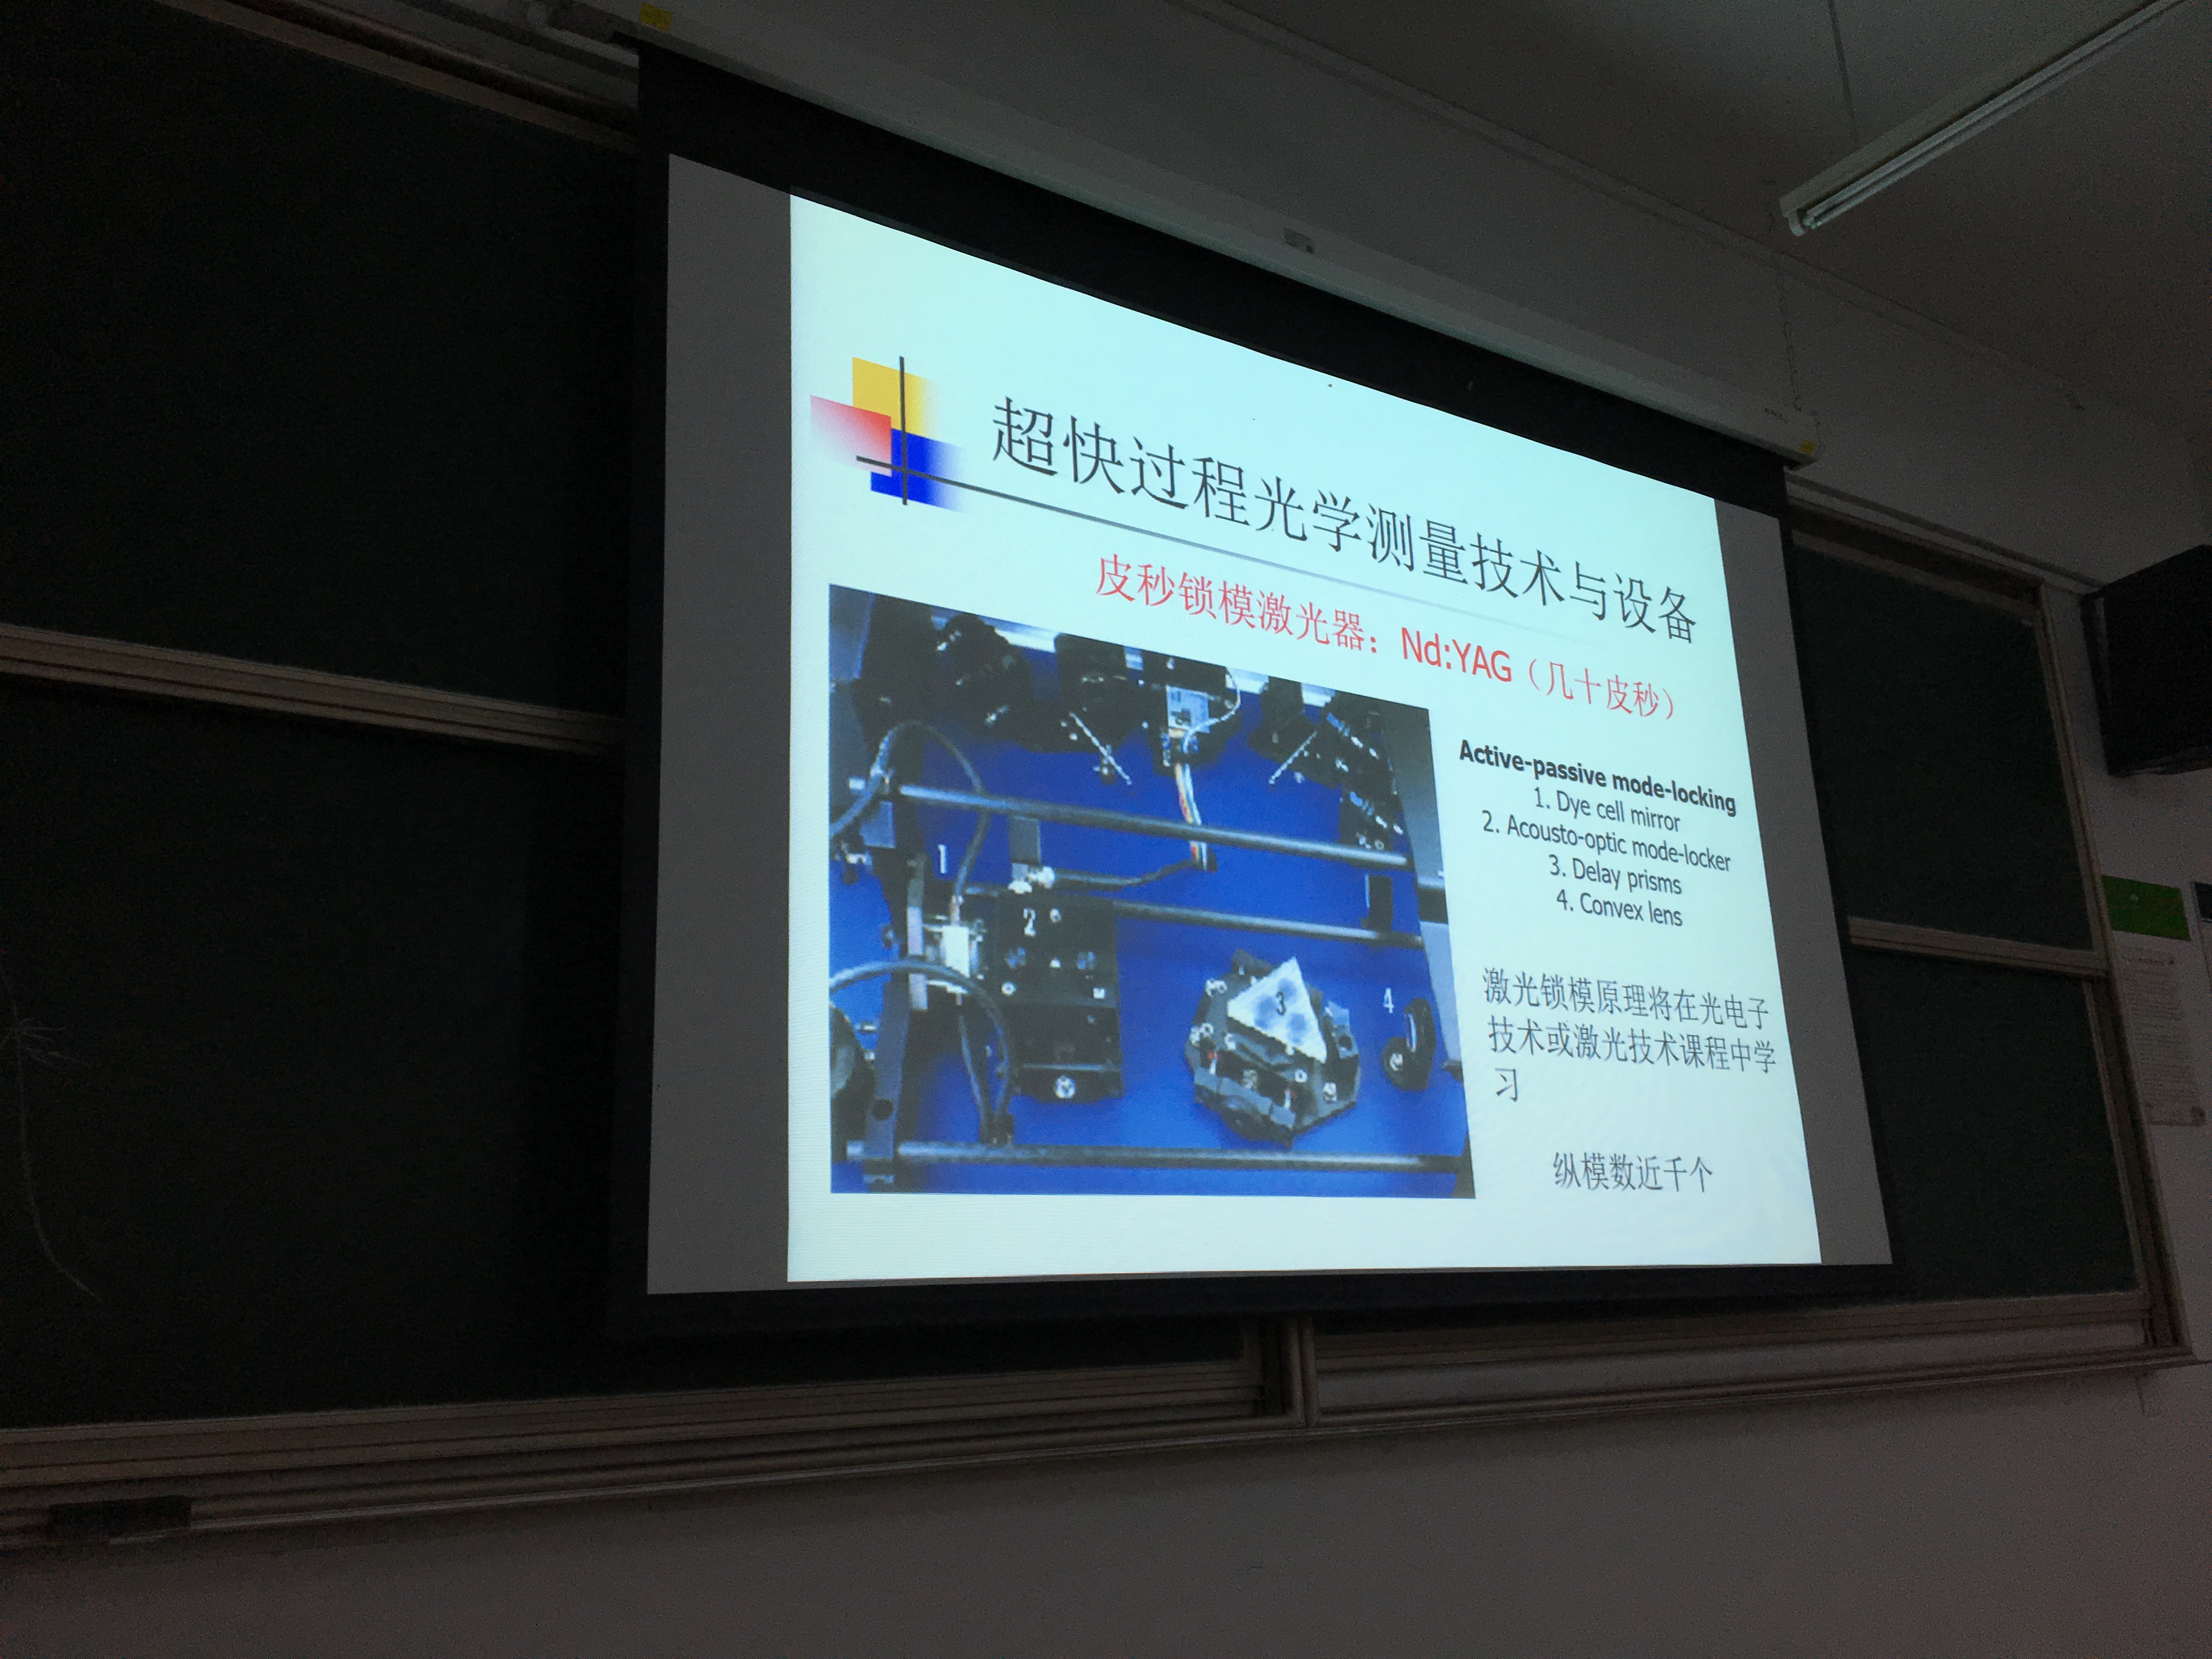 超快过程光学测量技术与设备
皮秒锁模激光器：Nd:YAG（几十皮秒）
1
2
3
4
Active-passive mode-locking
1. Dye cell mirror
2. Acousto-optic mode-locker
3. Delay prisms
4. Convex lens
激光锁模原理将在光电子
技术或激光技术课程中学
习
纵模数近千个